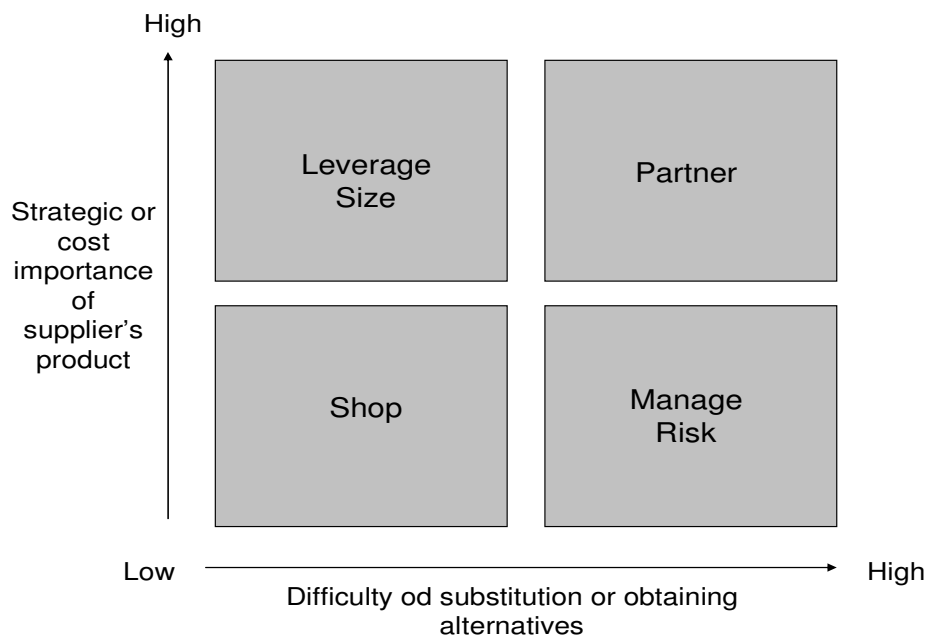 High
Leverage
Size
Partner
Strategic or
cost
importance
of
supplier's
product
Shop
Manage
Risk
Low
High
Difficulty od substitution or obtaining
alternatives